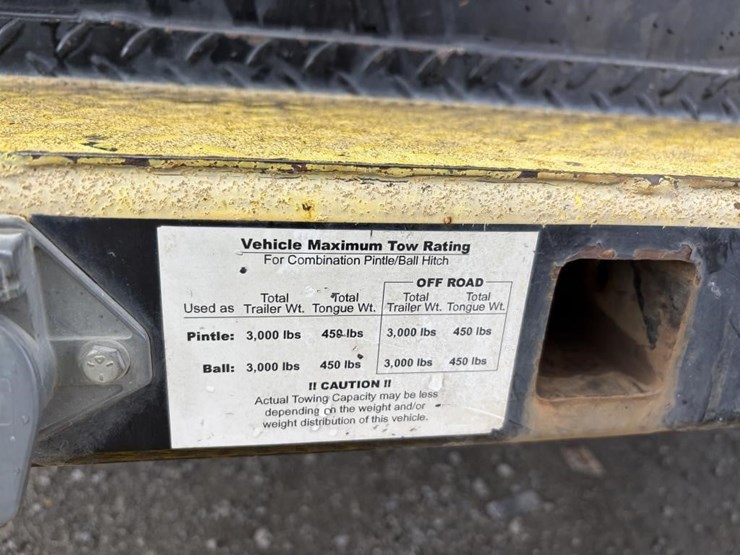 Vehicle Maximum Tow Rating
For Combination Pintle/Ball Hitch
OFF ROAD
Used as Total Trailer Wt. Total Tongue Wt. Total Trailer Wt. Total Tongue Wt.
Pintle: 3,000 lbs 450 lbs 3,000 lbs 450 lbs
Ball: 3,000 lbs 450 lbs 3,000 lbs 450 lbs
!! CAUTION !!
Actual Towing Capacity may be less
depending on the weight and/or
weight distribution of this vehicle.